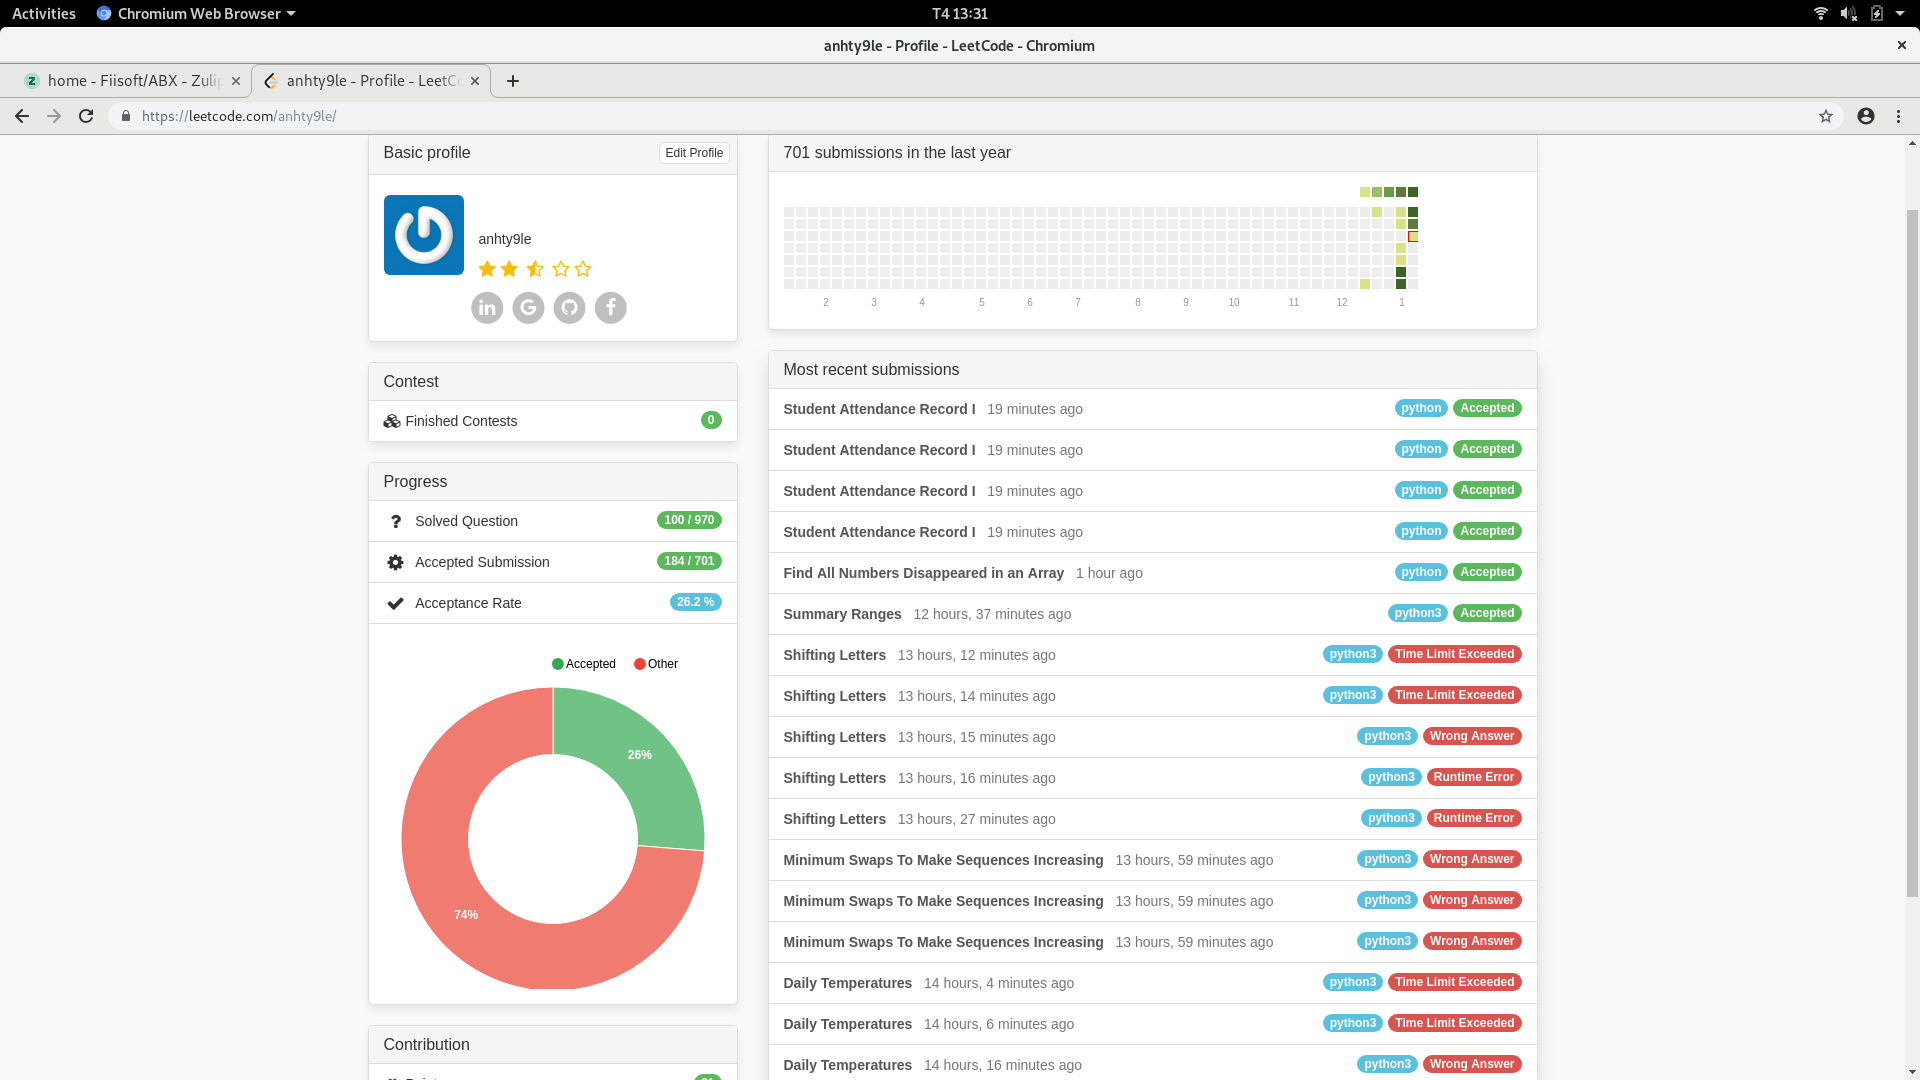 Activities
Chromium Web Browser
T4 13:31
anhty9le - Profile - LeetCode - Chromium
home - Fiisoft/ABX - Zulip
anhty9le - Profile - LeetCo
https://leetcode.com/anhty9le/
Basic profile
Edit Profile
anhty9le
Contest
Finished Contests 0
Progress
Solved Question 100 / 970
Accepted Submission 184 / 701
Acceptance Rate 26.2 %
Accepted Other
26%
74%
Contribution
701 submissions in the last year
2 3 4 5 6 7 8 9 10 11 12 1
Most recent submissions
Student Attendance Record I 19 minutes ago python Accepted
Student Attendance Record I 19 minutes ago python Accepted
Student Attendance Record I 19 minutes ago python Accepted
Student Attendance Record I 19 minutes ago python Accepted
Find All Numbers Disappeared in an Array 1 hour ago python Accepted
Summary Ranges 12 hours, 37 minutes ago python3 Accepted
Shifting Letters 13 hours, 12 minutes ago python3 Time Limit Exceeded
Shifting Letters 13 hours, 14 minutes ago python3 Time Limit Exceeded
Shifting Letters 13 hours, 15 minutes ago python3 Wrong Answer
Shifting Letters 13 hours, 16 minutes ago python3 Runtime Error
Shifting Letters 13 hours, 27 minutes ago python3 Runtime Error
Minimum Swaps To Make Sequences Increasing 13 hours, 59 minutes ago python3 Wrong Answer
Minimum Swaps To Make Sequences Increasing 13 hours, 59 minutes ago python3 Wrong Answer
Minimum Swaps To Make Sequences Increasing 13 hours, 59 minutes ago python3 Wrong Answer
Daily Temperatures 14 hours, 4 minutes ago python3 Time Limit Exceeded
Daily Temperatures 14 hours, 6 minutes ago python3 Time Limit Exceeded
Daily Temperatures 14 hours, 16 minutes ago python3 Wrong Answer